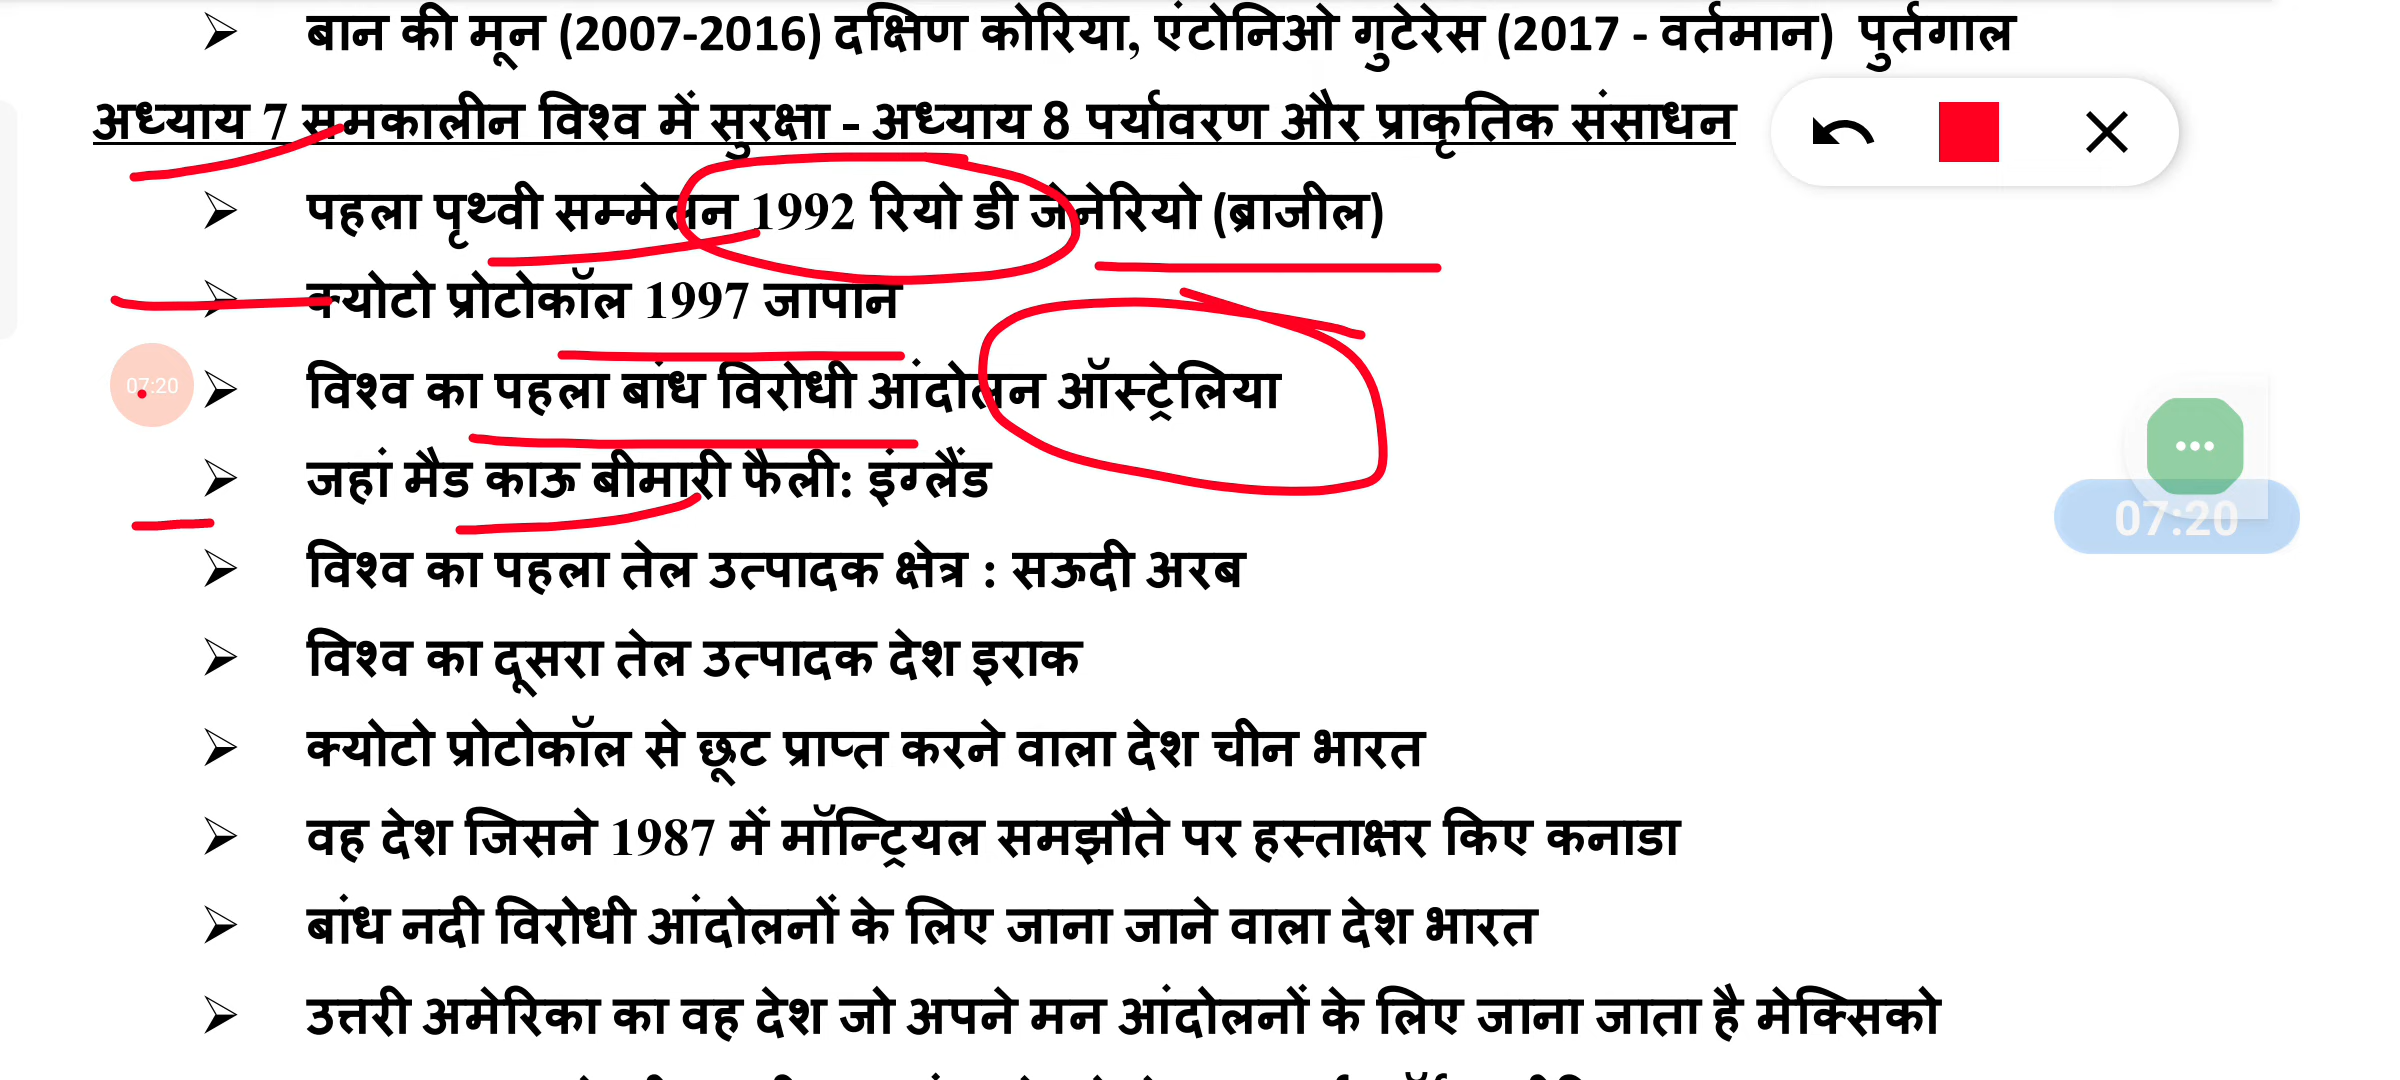 ➢ बान की मून (2007-2016) दक्षिण कोरिया, एंटोनिओ गुटेरेस (2017 - वर्तमान) पुर्तगाल
अध्याय 7 समकालीन विश्व में सुरक्षा - अध्याय 8 पर्यावरण और प्राकृतिक संसाधन
➢ पहला पृथ्वी सम्मेलन 1992 रियो डी जेनेरियो (ब्राजील)
➢ क्योटो प्रोटोकॉल 1997 जापान
07:20
➢ विश्व का पहला बांध विरोधी आंदोलन ऑस्ट्रेलिया
➢ जहां मैड काऊ बीमारी फैली: इंग्लैंड
07:20
➢ विश्व का पहला तेल उत्पादक क्षेत्र : सऊदी अरब
➢ विश्व का दूसरा तेल उत्पादक देश इराक
➢ क्योटो प्रोटोकॉल से छूट प्राप्त करने वाला देश चीन भारत
➢ वह देश जिसने 1987 में मॉन्ट्रियल समझौते पर हस्ताक्षर किए कनाडा
➢ बांध नदी विरोधी आंदोलनों के लिए जाना जाने वाला देश भारत
➢ उत्तरी अमेरिका का वह देश जो अपने मन आंदोलनों के लिए जाना जाता है मेक्सिको